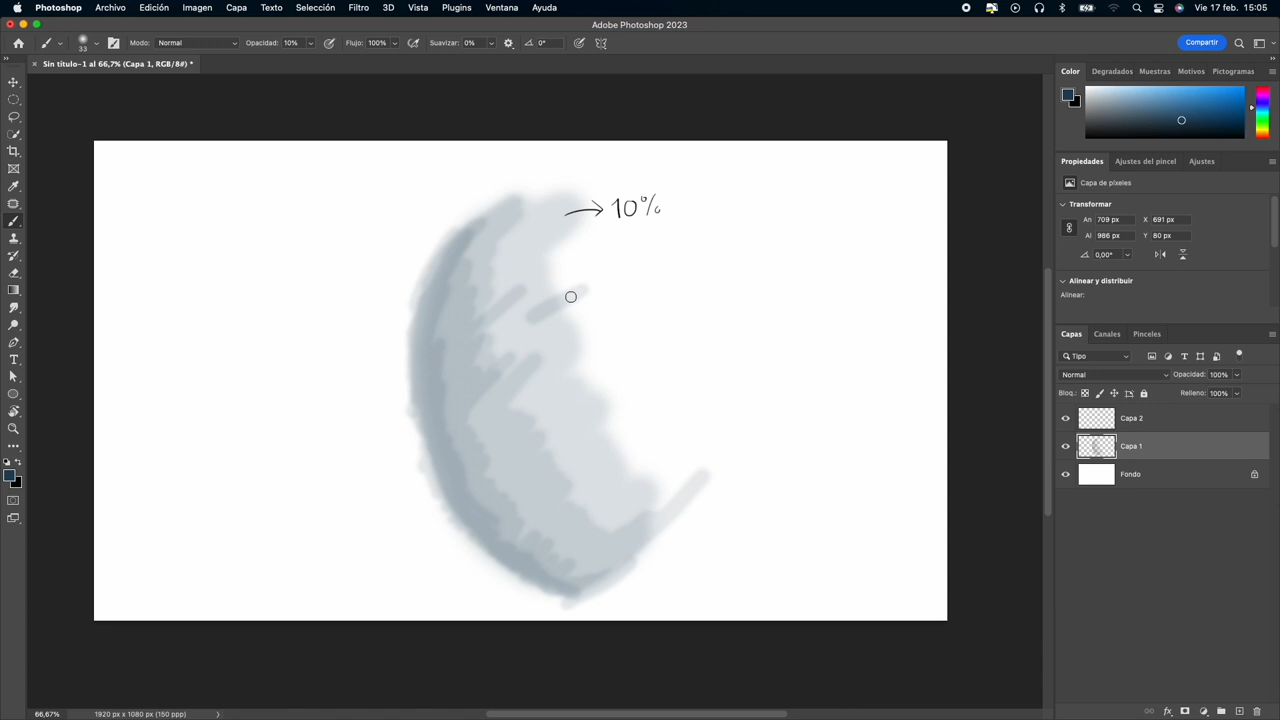 Photoshop Archivo Edición Imagen Capa Texto Selección Filtro 3D Vista Plugins Ventana Ayuda Vie 17 feb. 15:05
Adobe Photoshop 2023
33 Modo: Normal Opacidad: 10% Flujo: 100% Suavizar: 0% 0° Compartir
Sin título-1 al 66,7% (Capa 1, RGB/8#) *
Color Degradados Muestras Motivos Pictogramas
Propiedades Ajustes del pincel Ajustes
Capa de píxeles
Transformar
An 709 px X 691 px
Al 986 px Y 80 px
0,00°
Alinear y distribuir
Alinear:
Capas Canales Pinceles
Tipo
Normal Opacidad: 100%
Bloq.: Relleno: 100%
Capa 2
Capa 1
Fondo
10%
66,67% 1920 px x 1080 px (150 ppp)